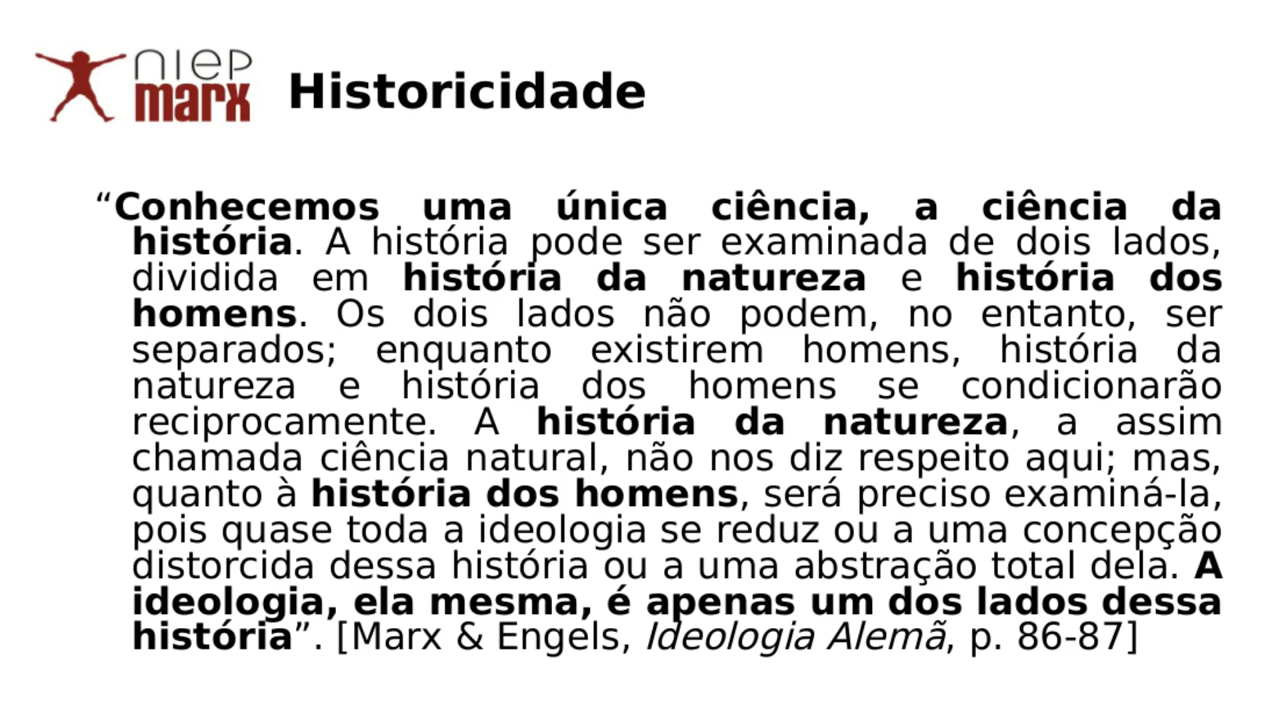 niep
marx
Historicidade
“Conhecemos uma única ciência, a ciência da
história. A história pode ser examinada de dois lados,
dividida em história da natureza e história dos
homens. Os dois lados não podem, no entanto, ser
separados; enquanto existirem homens, história da
natureza e história dos homens se condicionarão
reciprocamente. A história da natureza, a assim
chamada ciência natural, não nos diz respeito aqui; mas,
quanto à história dos homens, será preciso examiná-la,
pois quase toda a ideologia se reduz ou a uma concepção
distorcida dessa história ou a uma abstração total dela. A
ideologia, ela mesma, é apenas um dos lados dessa
história”. [Marx & Engels, Ideologia Alemã, p. 86-87]